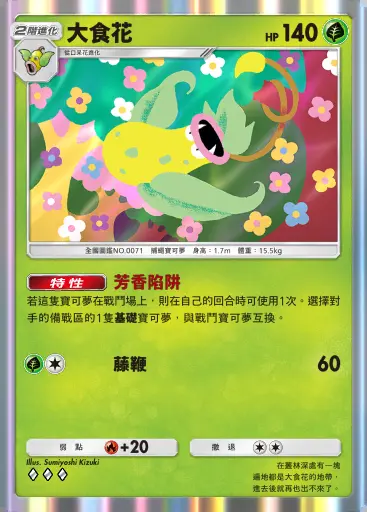 2階進化
大食花
HP 140
從口呆花進化
全國圖鑑NO.0071 捕蠅寶可夢 身高：1.7m 體重：15.5kg
特性 芳香陷阱
若這隻寶可夢在戰鬥場上，則在自己的回合時可使用1次。選擇對
手的備戰區的1隻基礎寶可夢，與戰鬥寶可夢互換。
藤鞭 60
弱點 +20 撤退
Illus. Sumiyoshi Kizuki
在叢林深處有一塊
遍地都是大食花的地帶，
進去後就再也出不來了。